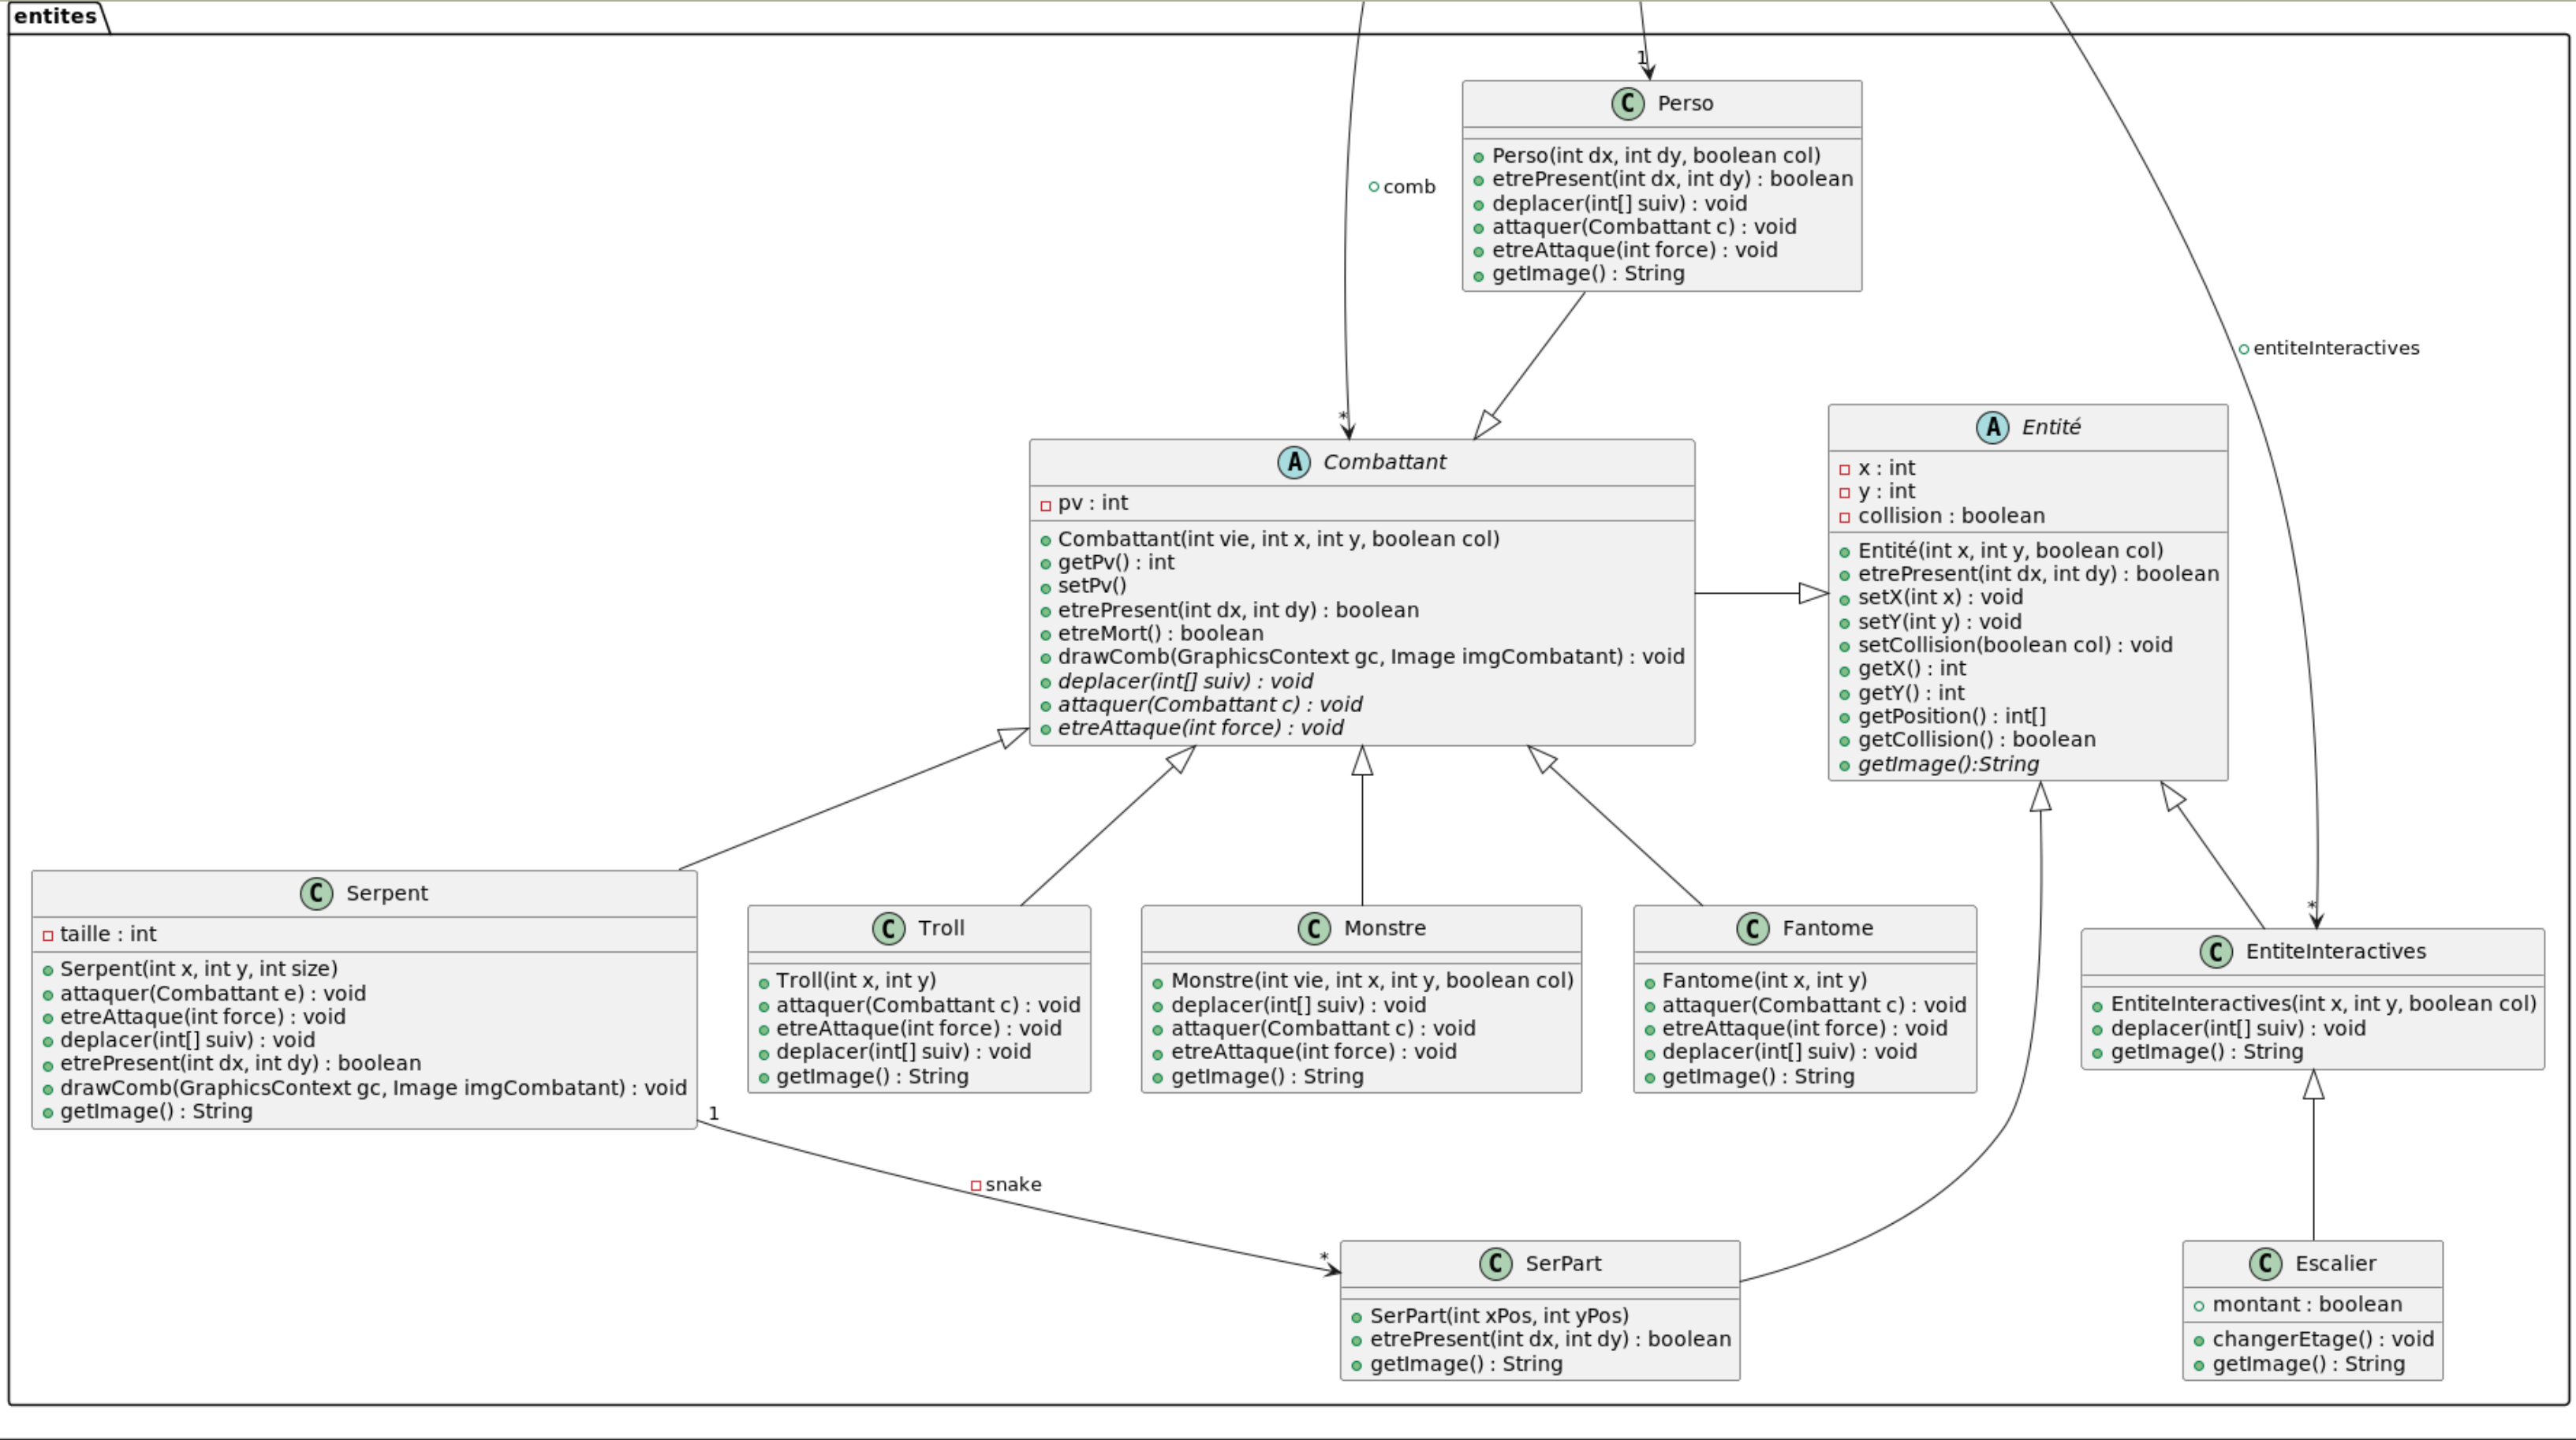 entites
1
C Perso
Perso(int dx, int dy, boolean col)
etrePresent(int dx, int dy) : boolean
deplacer(int[] suiv) : void
attaquer(Combattant c) : void
etreAttaque(int force) : void
getImage() : String
comb
*
entiteInteractives
A Combattant
pv : int
Combattant(int vie, int x, int y, boolean col)
getPv() : int
setPv()
etrePresent(int dx, int dy) : boolean
etreMort() : boolean
drawComb(GraphicsContext gc, Image imgCombatant) : void
deplacer(int[] suiv) : void
attaquer(Combattant c) : void
etreAttaque(int force) : void
A Entité
x : int
y : int
collision : boolean
Entité(int x, int y, boolean col)
etrePresent(int dx, int dy) : boolean
setX(int x) : void
setY(int y) : void
setCollision(boolean col) : void
getX() : int
getY() : int
getPosition() : int[]
getCollision() : boolean
getImage():String
C Serpent
taille : int
Serpent(int x, int y, int size)
attaquer(Combattant e) : void
etreAttaque(int force) : void
deplacer(int[] suiv) : void
etrePresent(int dx, int dy) : boolean
drawComb(GraphicsContext gc, Image imgCombatant) : void
getImage() : String
C Troll
Troll(int x, int y)
attaquer(Combattant c) : void
etreAttaque(int force) : void
deplacer(int[] suiv) : void
getImage() : String
C Monstre
Monstre(int vie, int x, int y, boolean col)
deplacer(int[] suiv) : void
attaquer(Combattant c) : void
etreAttaque(int force) : void
getImage() : String
C Fantome
Fantome(int x, int y)
attaquer(Combattant c) : void
etreAttaque(int force) : void
deplacer(int[] suiv) : void
getImage() : String
*
C EntiteInteractives
EntiteInteractives(int x, int y, boolean col)
deplacer(int[] suiv) : void
getImage() : String
1
snake
*
C SerPart
SerPart(int xPos, int yPos)
etrePresent(int dx, int dy) : boolean
getImage() : String
C Escalier
montant : boolean
changerEtage() : void
getImage() : String